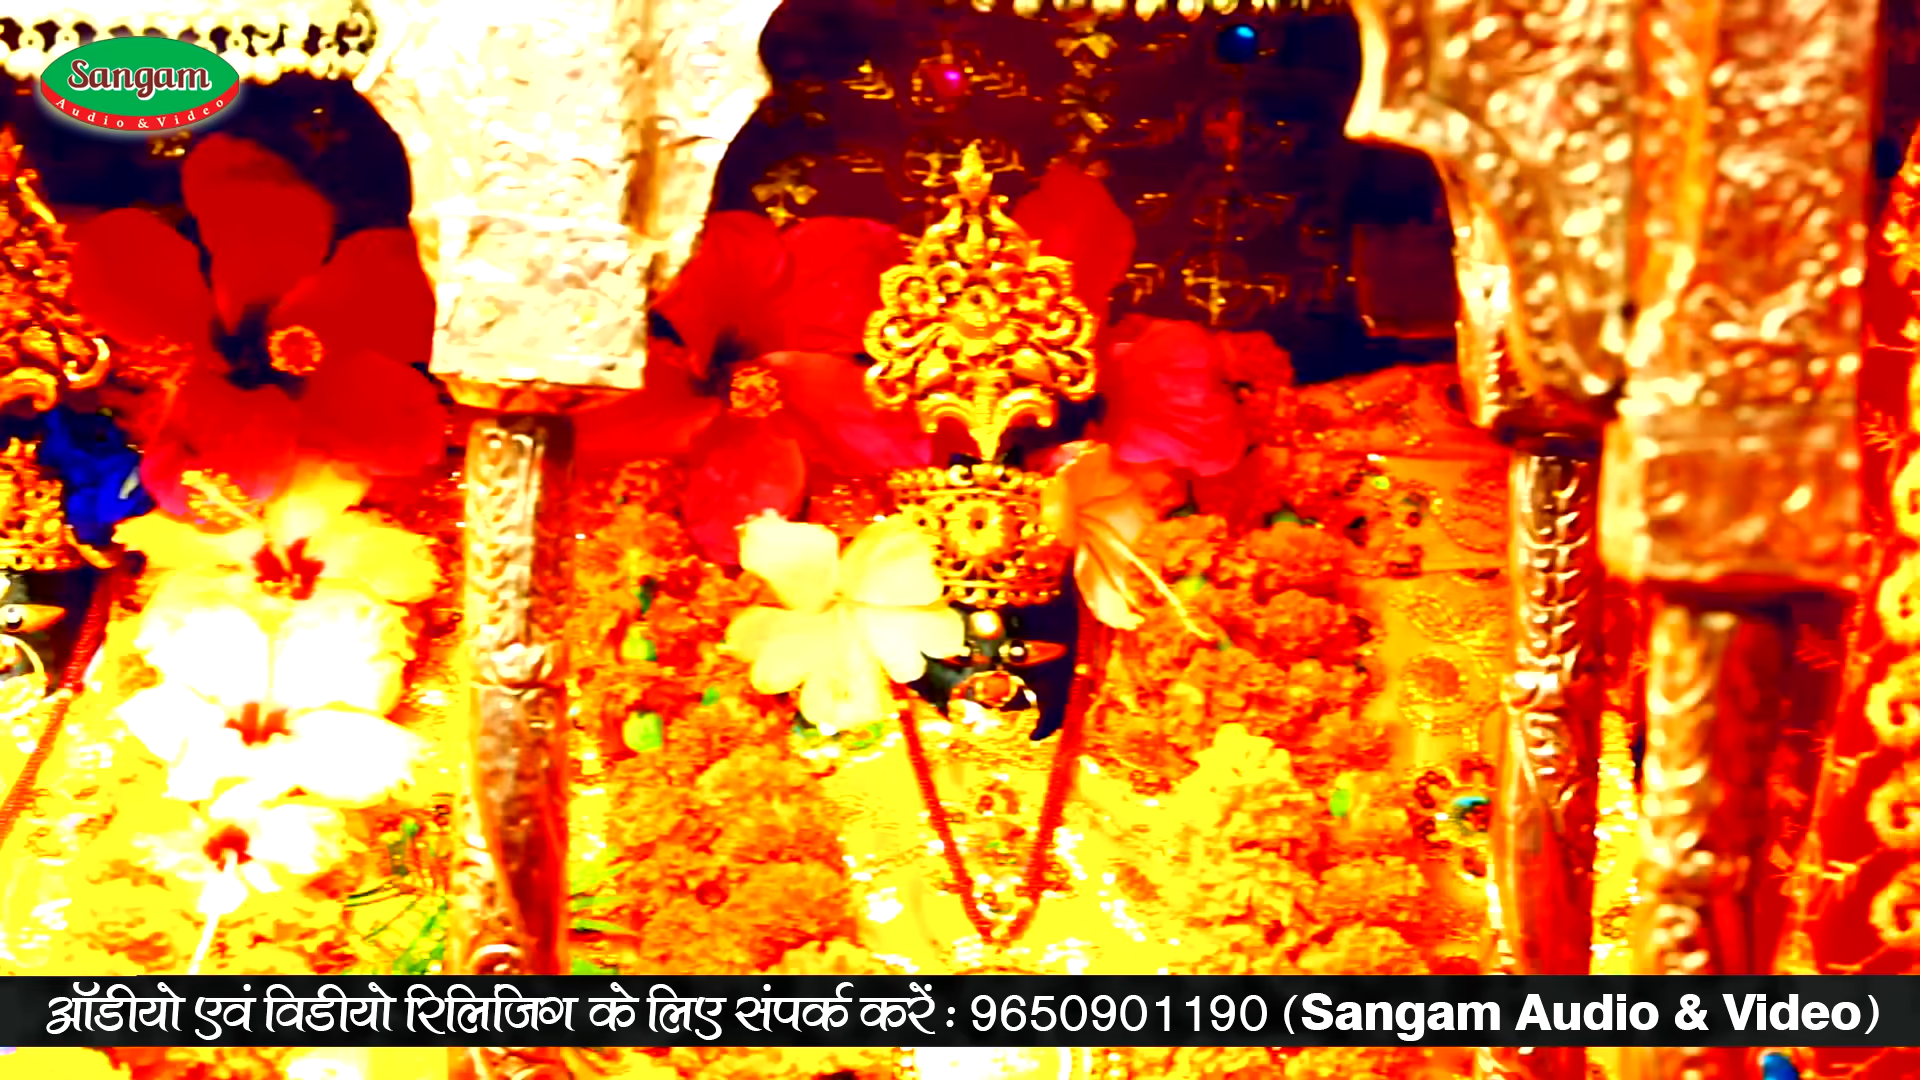 Sangam
Audio & Video
ऑडीयो एवं विडीयो रिलिजिग के लिए संपर्क करें : 9650901190 (Sangam Audio & Video)